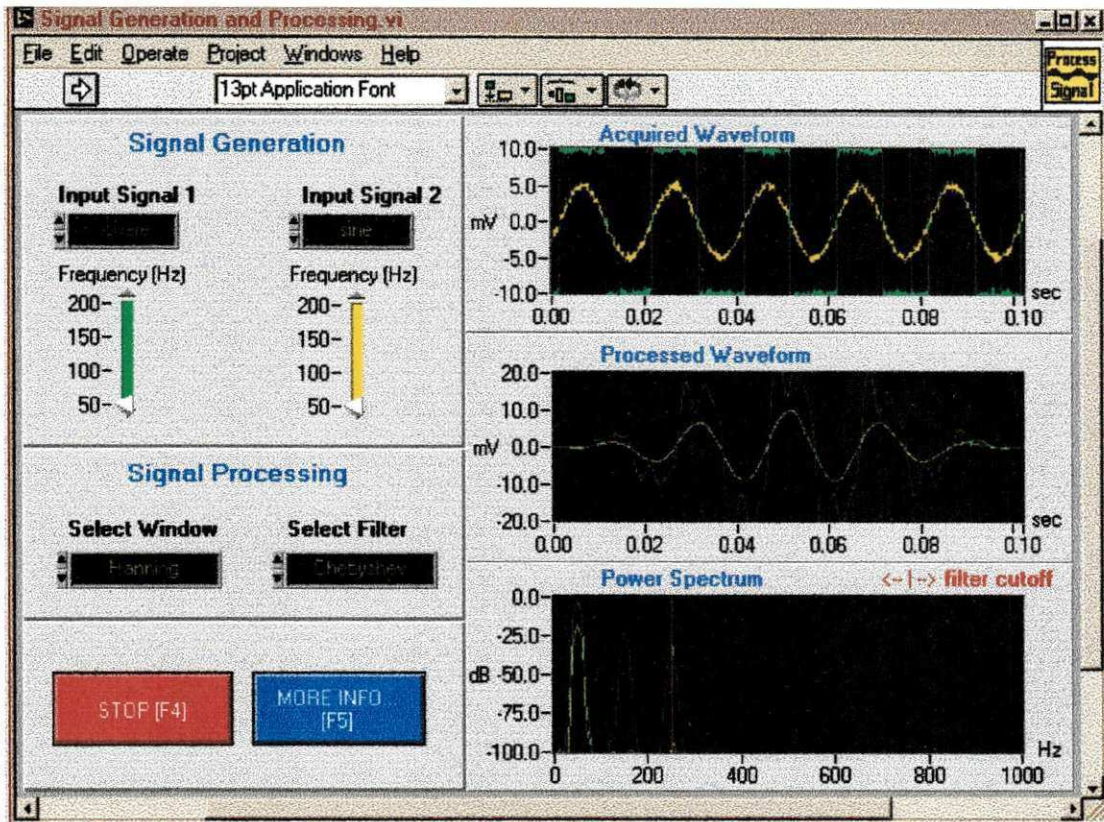 Signal Generation and Processing.vi
File Edit Operate Project Windows Help
13pt Application Font
Process Signal
Signal Generation
Input Signal 1
Input Signal 2
sine
Frequency (Hz)
Frequency (Hz)
200-
150-
100-
50-
200-
150-
100-
50-
Signal Processing
Select Window
Select Filter
Hanning
Chebyshev
STOP [F4]
MORE INFO...
[F5]
Acquired Waveform
10.0-
5.0-
mV 0.0-
-5.0-
-10.0-
sec
0.00 0.02 0.04 0.06 0.08 0.10
Processed Waveform
20.0-
10.0-
mV 0.0-
-10.0-
-20.0-
sec
0.00 0.02 0.04 0.06 0.08 0.10
Power Spectrum <-|-> filter cutoff
0.0-
-25.0-
dB -50.0-
-75.0-
-100.0-
Hz
0 200 400 600 800 1000